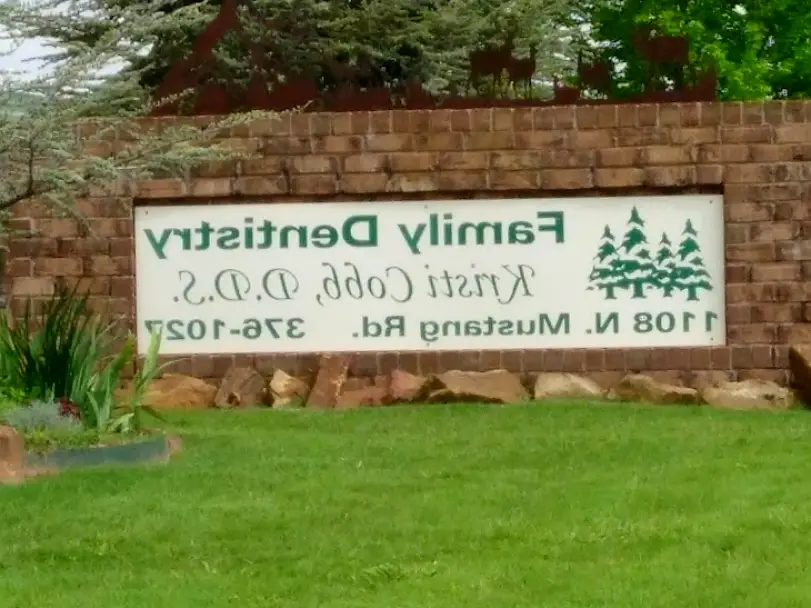 Family Dentistry
Kristi Cobb, D.D.S.
1108 N. Mustang Rd. 376-1027